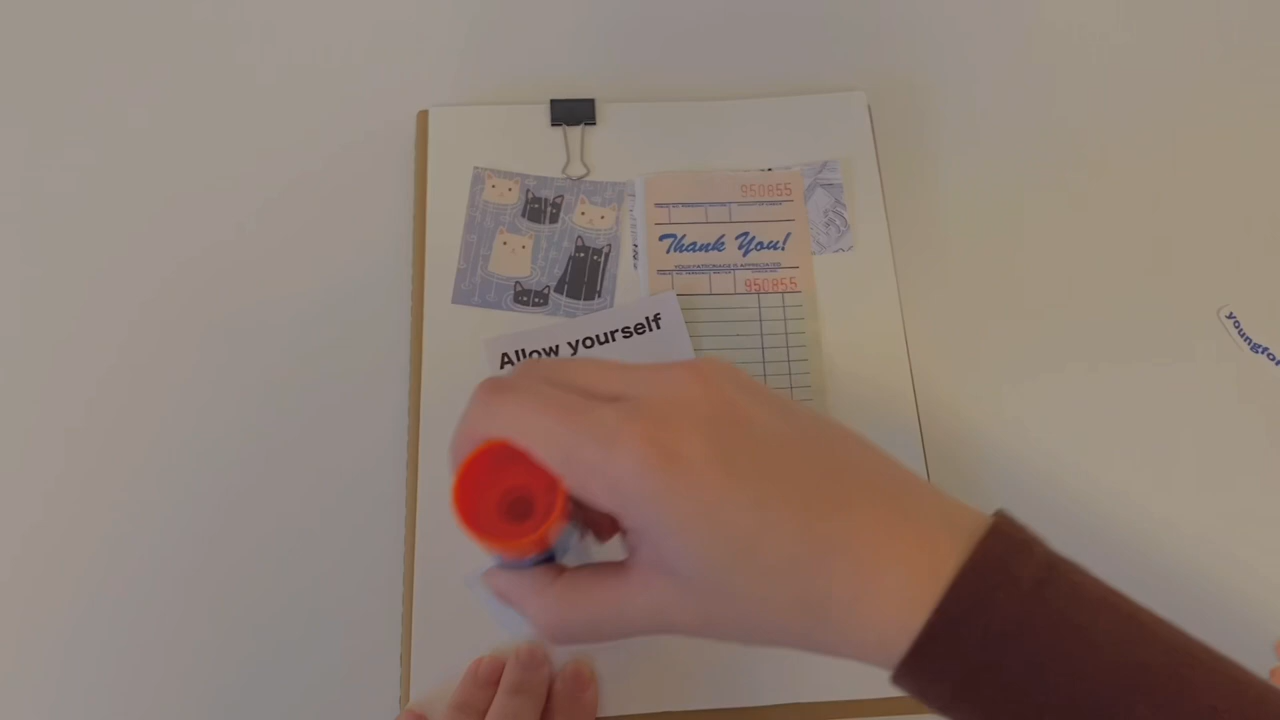 950855
Thank You!
YOUR PATRONAGE IS APPRECIATED
950855
Allow yourself
youngfor